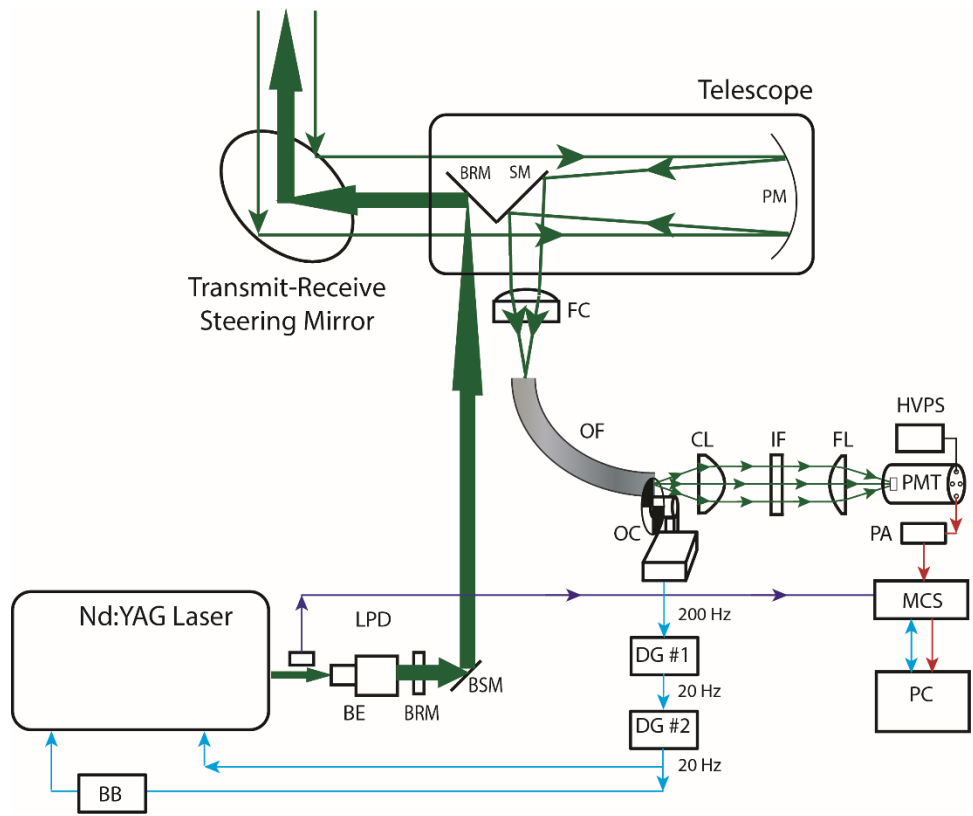 Telescope
BRM
SM
PM
Transmit-Receive
Steering Mirror
FC
HVPS
OF
CL
IF
FL
PMT
OC
PA
Nd:YAG Laser
LPD
200 Hz
MCS
DG #1
BSM
20 Hz
PC
BE
BRM
DG #2
20 Hz
BB